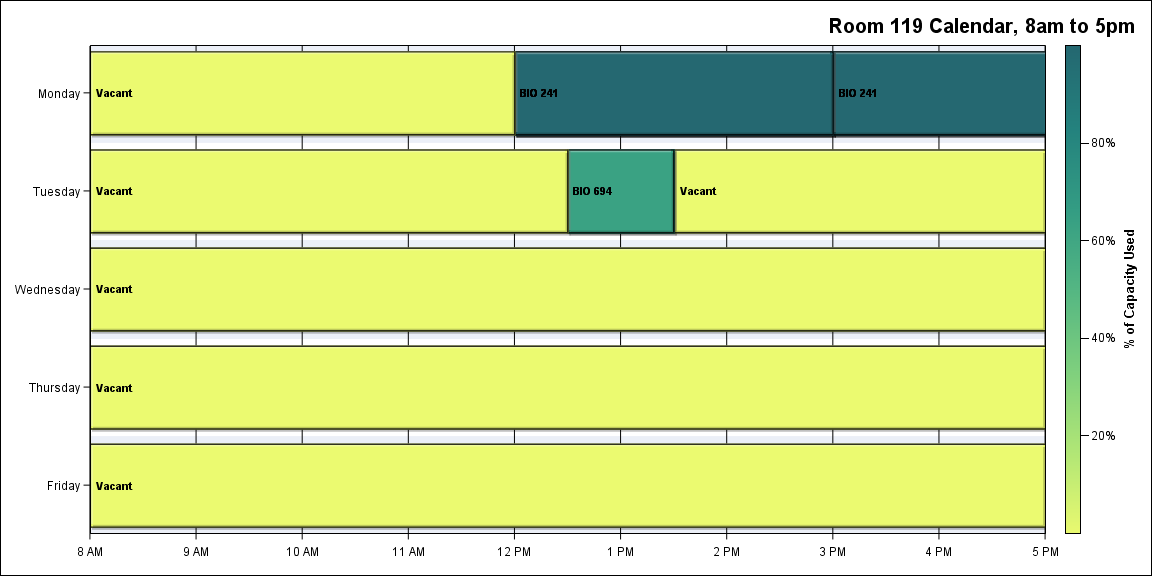 Room 119 Calendar, 8am to 5pm
Monday
Vacant
BIO 241
BIO 241
Tuesday
Vacant
BIO 694
Vacant
Wednesday
Vacant
Thursday
Vacant
Friday
Vacant
8 AM
9 AM
10 AM
11 AM
12 PM
1 PM
2 PM
3 PM
4 PM
5 PM
80%
60%
40%
20%
% of Capacity Used